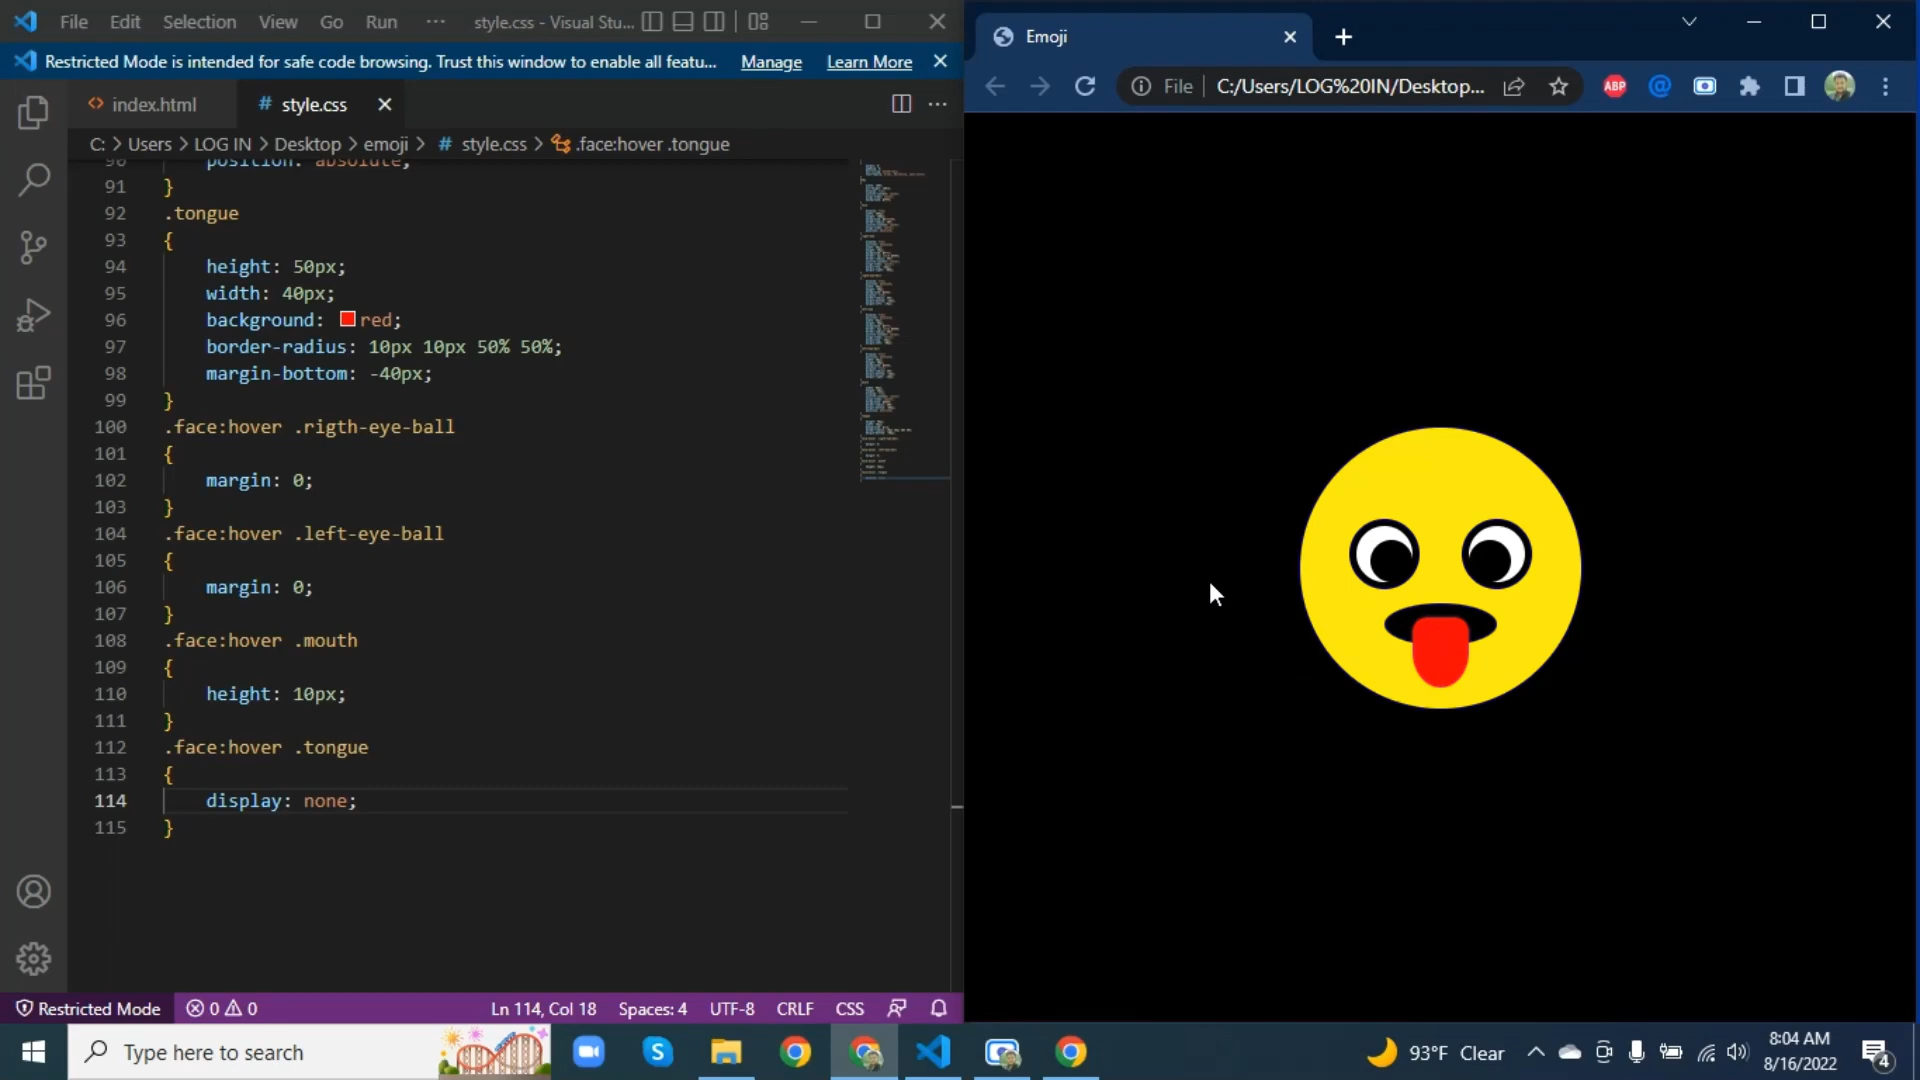 File Edit Selection View Go Run ··· style.css - Visual Stu...
Restricted Mode is intended for safe code browsing. Trust this window to enable all featu... Manage Learn More
index.html # style.css
C: > Users > LOG IN > Desktop > emoji > # style.css > .face:hover .tongue
90 position: absolute;
91 }
92 .tongue
93 {
94 height: 50px;
95 width: 40px;
96 background: red;
97 border-radius: 10px 10px 50% 50%;
98 margin-bottom: -40px;
99 }
100 .face:hover .rigth-eye-ball
101 {
102 margin: 0;
103 }
104 .face:hover .left-eye-ball
105 {
106 margin: 0;
107 }
108 .face:hover .mouth
109 {
110 height: 10px;
111 }
112 .face:hover .tongue
113 {
114 display: none;
115 }
Restricted Mode 0 0 Ln 114, Col 18 Spaces: 4 UTF-8 CRLF CSS
Emoji
File C:/Users/LOG%20IN/Desktop... ABP @
Type here to search
93°F Clear
8:04 AM
8/16/2022
4